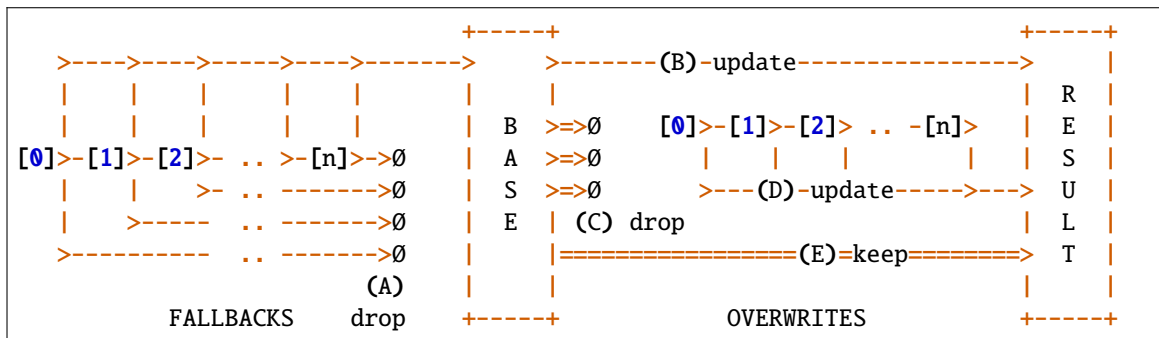 +-----+                                      +-----+
    >---->----->------>----->-------->      >-------(B)-update------------------>       |
    |     |     |      |     |        |     |                                      |     |
    |     |     |      |     |        |     |                                      |  R  |
    |     |     |      |     |        |  B  >=>Ø     [0]>-[1]>-[2]> .. -[n]>       |  E  |
[0]>-[1]>-[2]>- .. >-[n]>->Ø          |  A  >=>Ø         |    |    |         |     |  S  |
               >- .. ------->Ø        |  S  >=>Ø         >---(D)-update----->--->     U  |
    |     >----- .. ------->Ø         |  E  | (C) drop                             |  L  |
    >----------- .. ------->Ø         |     |====================(E)=keep========>    T  |
                           (A)        |     |                                      |     |
            FALLBACKS     drop        +-----+            OVERWRITES                +-----+